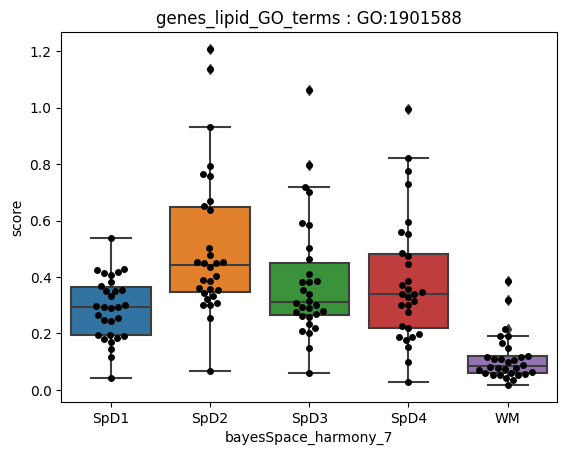 genes_lipid_GO_terms : GO:1901588
1.2
1.0
0.8
0.6
0.4
0.2
0.0
score
SpD1 SpD2 SpD3 SpD4 WM
bayesSpace_harmony_7